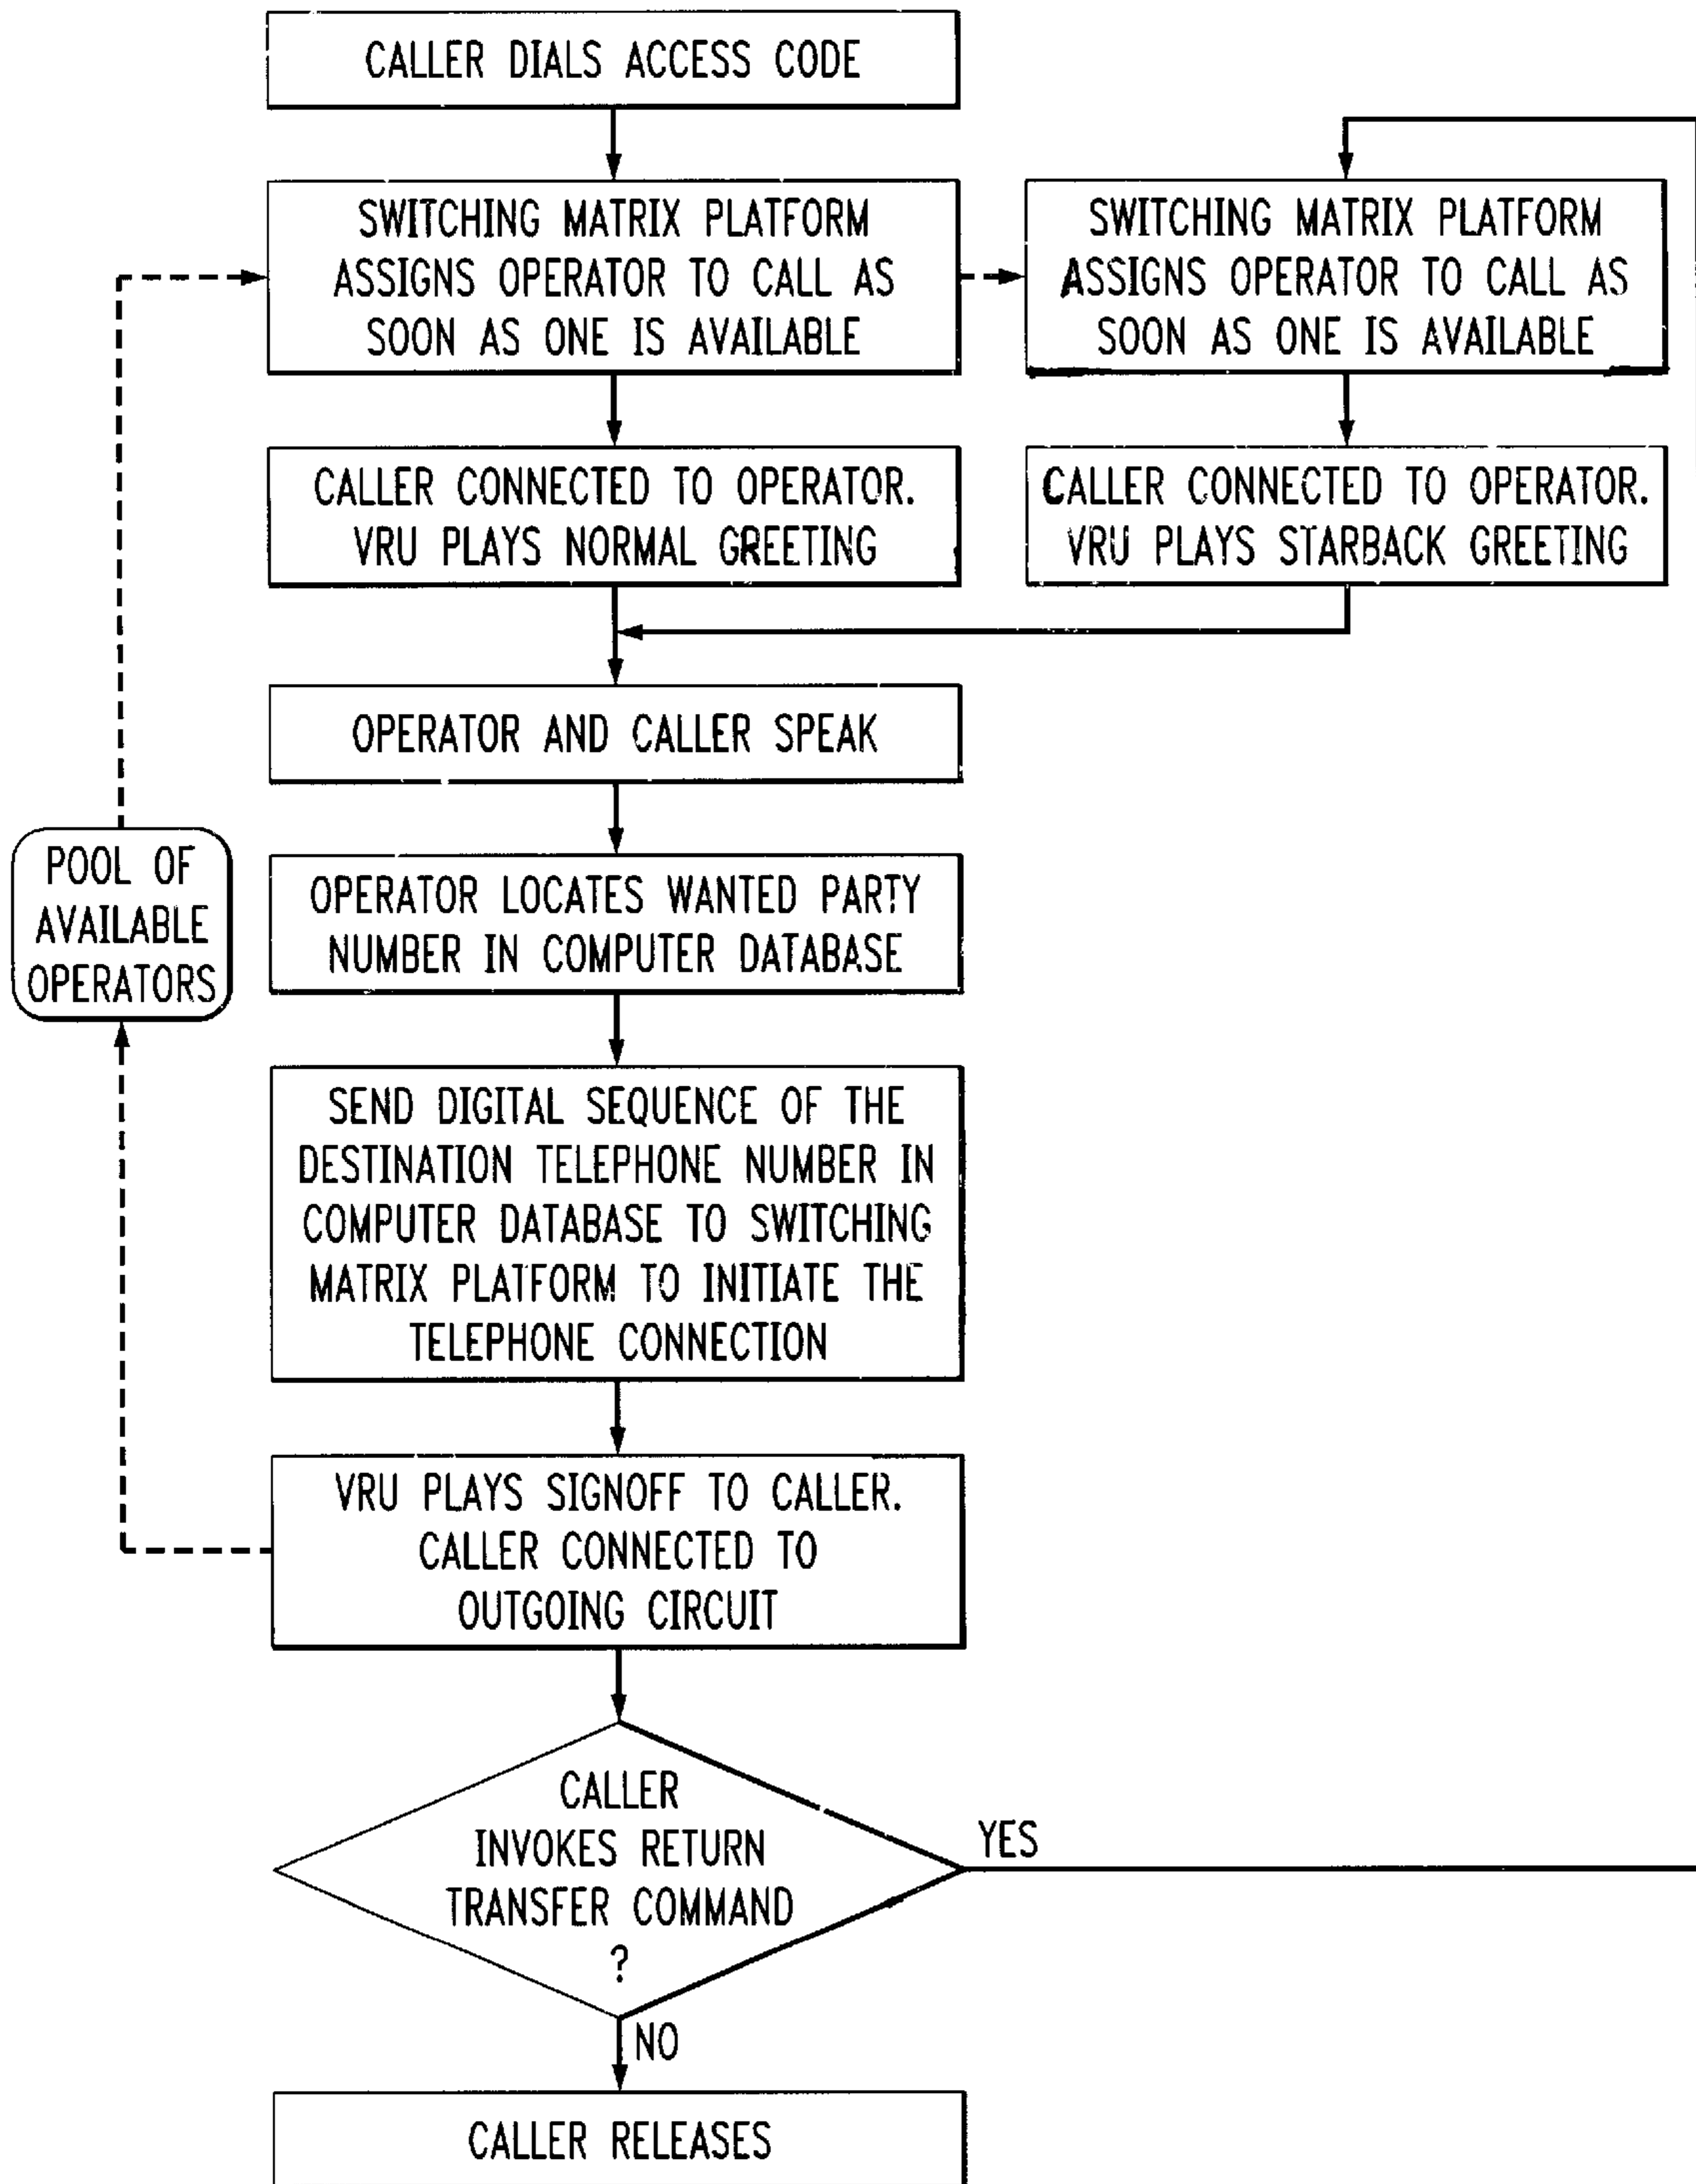 CALLER DIALS ACCESS CODE
SWITCHING MATRIX PLATFORM
ASSIGNS OPERATOR TO CALL AS
SOON AS ONE IS AVAILABLE
SWITCHING MATRIX PLATFORM
ASSIGNS OPERATOR TO CALL AS
SOON AS ONE IS AVAILABLE
CALLER CONNECTED TO OPERATOR.
VRU PLAYS NORMAL GREETING
CALLER CONNECTED TO OPERATOR.
VRU PLAYS STARBACK GREETING
OPERATOR AND CALLER SPEAK
POOL OF
AVAILABLE
OPERATORS
OPERATOR LOCATES WANTED PARTY
NUMBER IN COMPUTER DATABASE
SEND DIGITAL SEQUENCE OF THE
DESTINATION TELEPHONE NUMBER IN
COMPUTER DATABASE TO SWITCHING
MATRIX PLATFORM TO INITIATE THE
TELEPHONE CONNECTION
VRU PLAYS SIGNOFF TO CALLER.
CALLER CONNECTED TO
OUTGOING CIRCUIT
CALLER
INVOKES RETURN
TRANSFER COMMAND
?
YES
NO
CALLER RELEASES